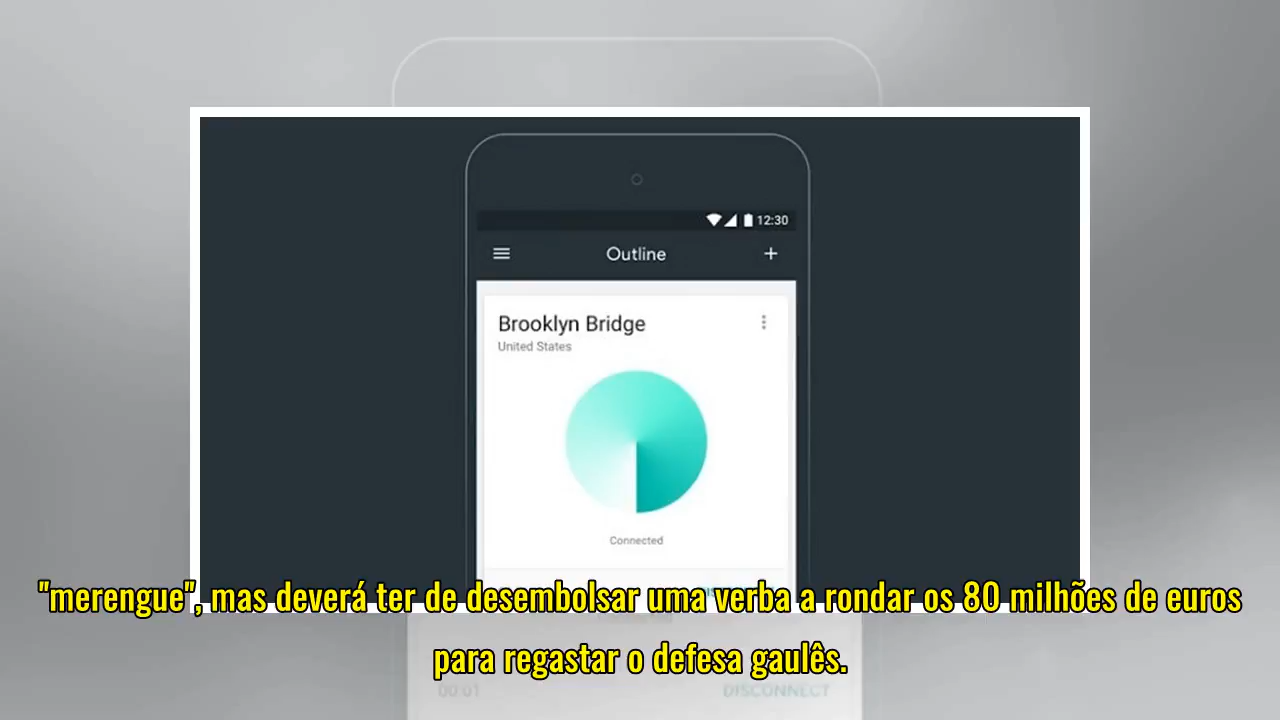 12:30
Outline
Brooklyn Bridge
United States
Connected
"merengue", mas deverá ter de desembolsar uma verba a rondar os 80 milhões de euros
para regastar o defesa gaulês.
00:01 DISCONNECT